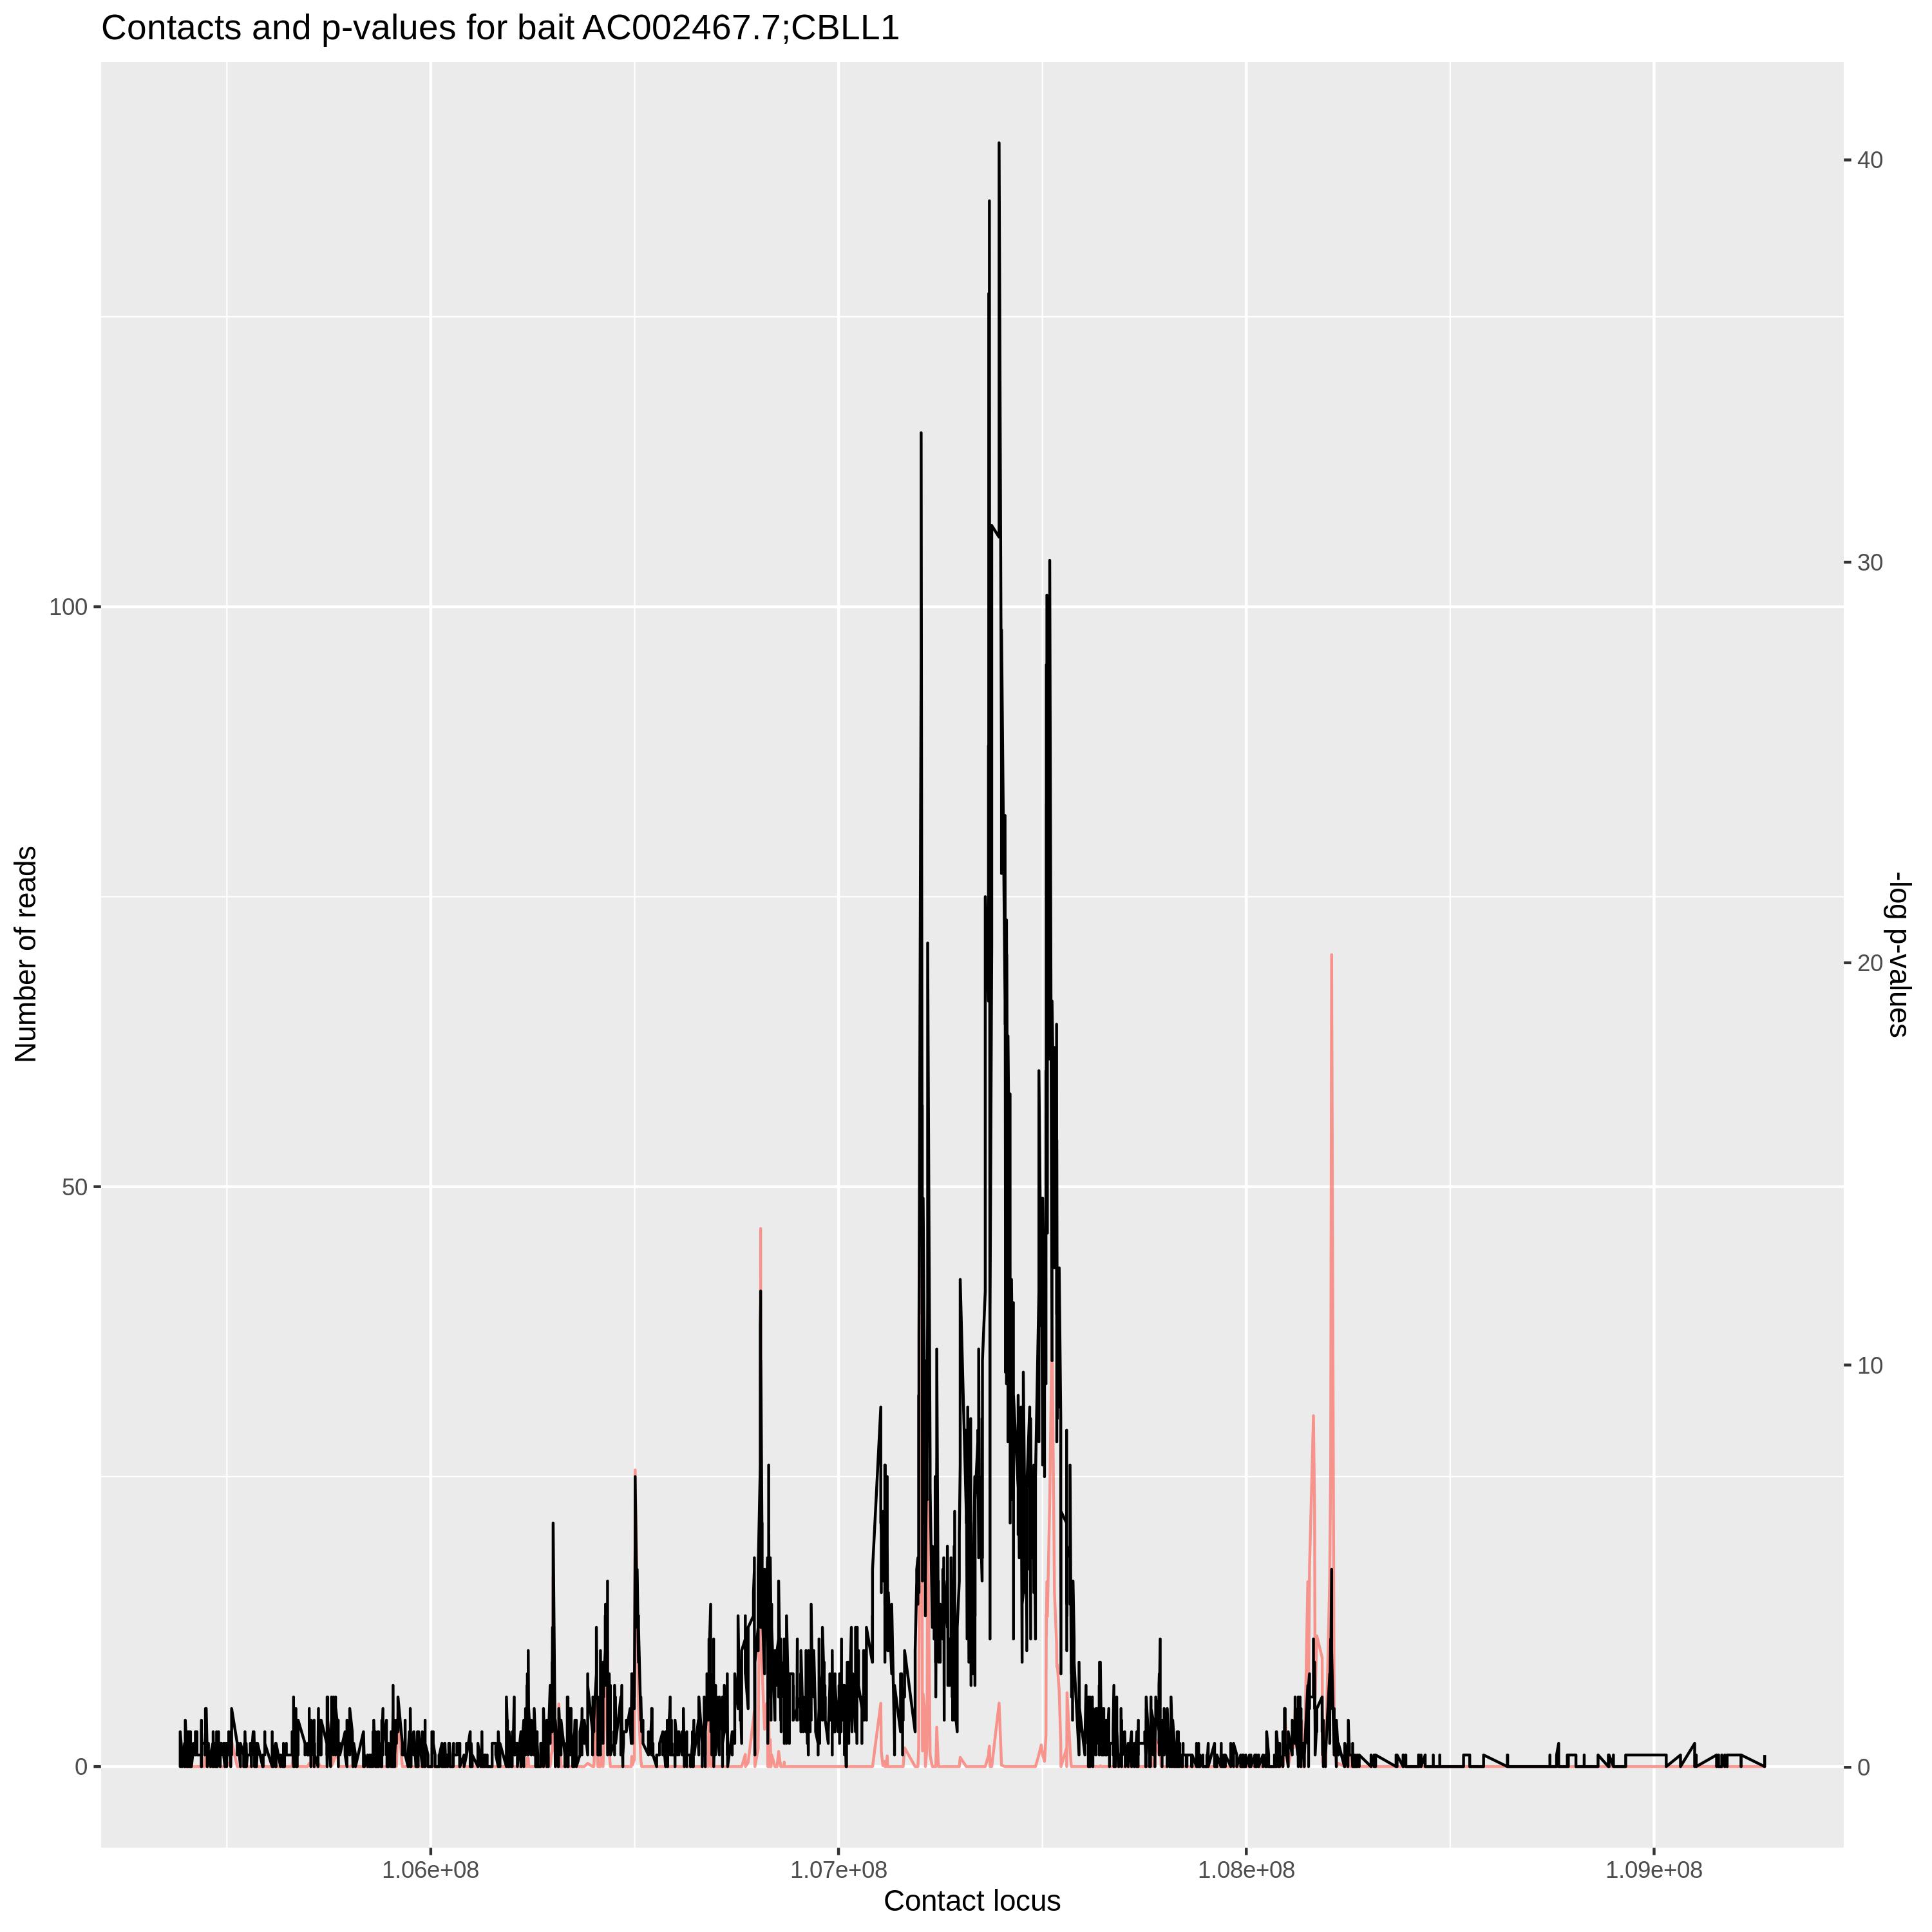 Contacts and p-values for bait AC002467.7;CBLL1
Number of reads
100
50
0
40
30
20
10
0
-log p-values
1.06e+08
1.07e+08
1.08e+08
1.09e+08
Contact locus